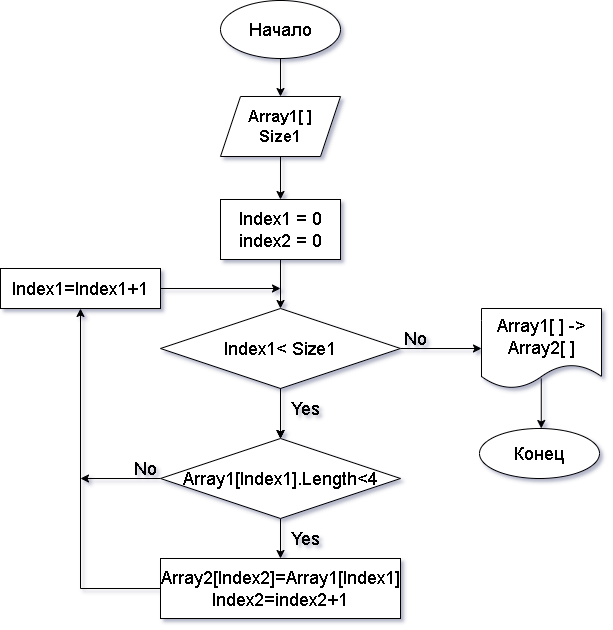 Начало
Array1[ ]
Size1
Index1 = 0
index2 = 0
Index1=Index1+1
Index1< Size1
No
Array1[ ] ->
Array2[ ]
Yes
Конец
Array1[Index1].Length<4
No
Yes
Array2[Index2]=Array1[Index1]
Index2=index2+1